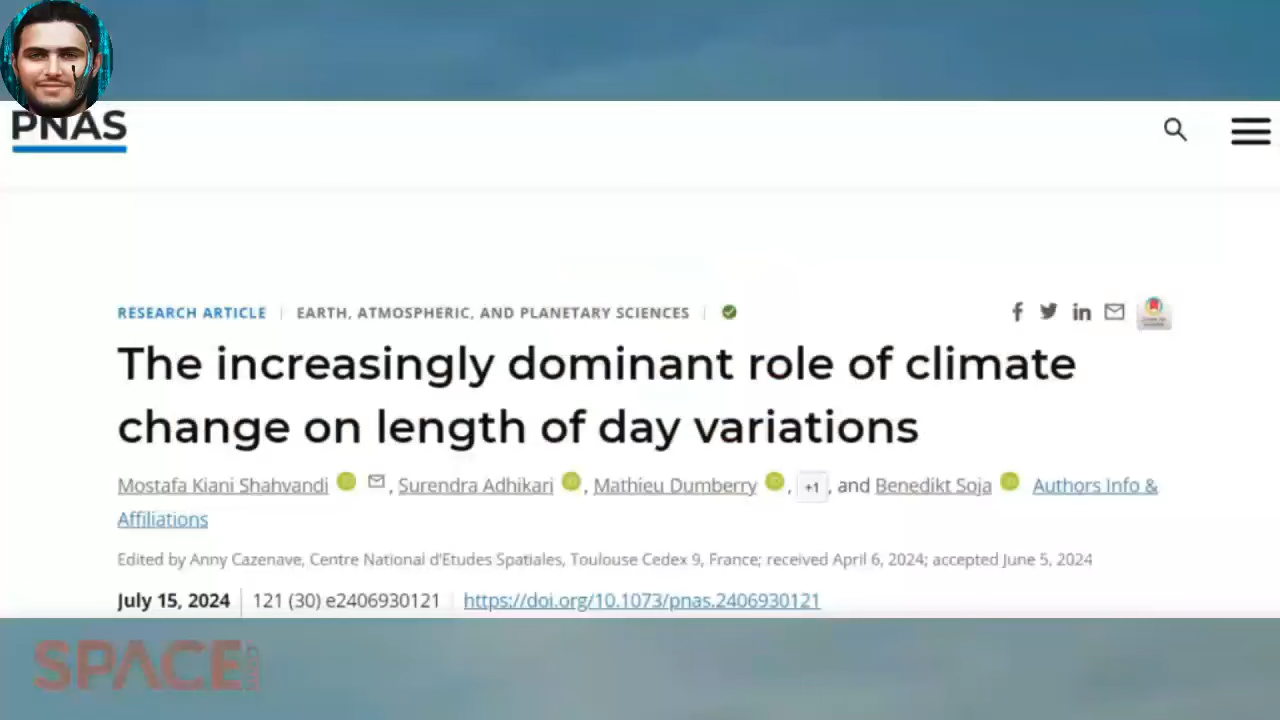 PNAS
RESEARCH ARTICLE | EARTH, ATMOSPHERIC, AND PLANETARY SCIENCES |
The increasingly dominant role of climate
change on length of day variations
Mostafa Kiani Shahvandi , Surendra Adhikari , Mathieu Dumberry , +1 , and Benedikt Soja Authors Info &
Affiliations
Edited by Anny Cazenave, Centre National d'Etudes Spatiales, Toulouse Cedex 9, France; received April 6, 2024; accepted June 5, 2024
July 15, 2024 | 121 (30) e2406930121 | https://doi.org/10.1073/pnas.2406930121
SPACE